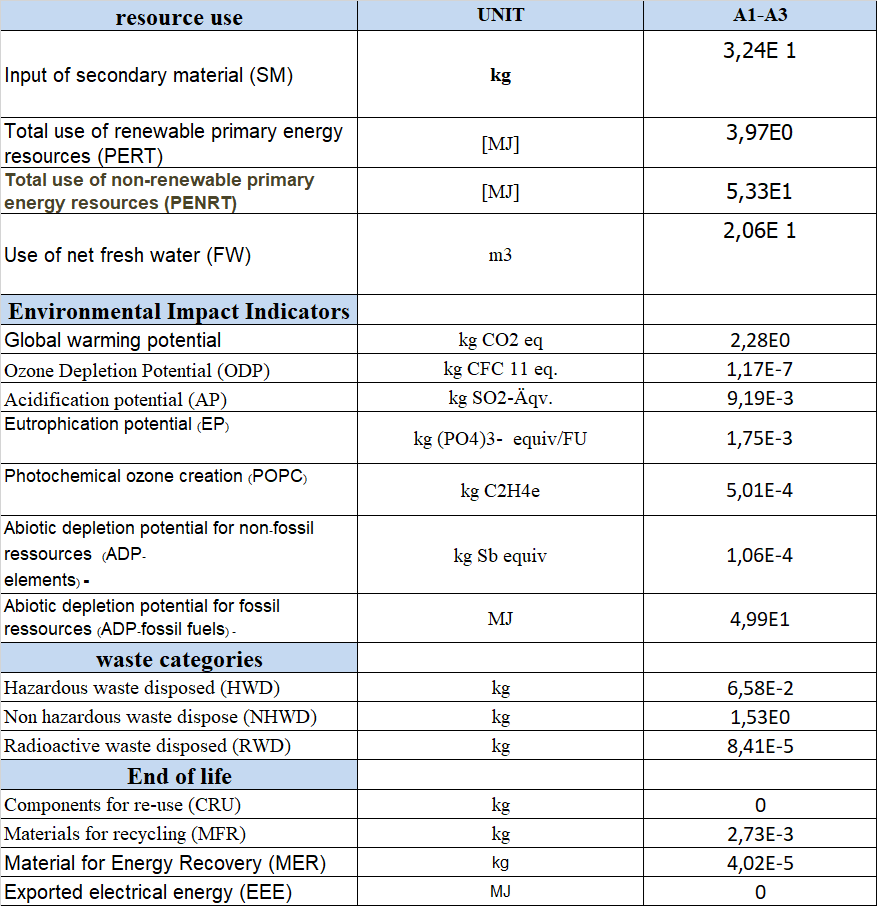 resource use UNIT A1-A3
Input of secondary material (SM) kg 3,24E 1
Total use of renewable primary energy
resources (PERT) [MJ] 3,97E0
Total use of non-renewable primary
energy resources (PENRT) [MJ] 5,33E1
Use of net fresh water (FW) m3 2,06E 1
Environmental Impact Indicators
Global warming potential kg CO2 eq 2,28E0
Ozone Depletion Potential (ODP) kg CFC 11 eq. 1,17E-7
Acidification potential (AP) kg SO2-Äqv. 9,19E-3
Eutrophication potential (EP) kg (PO4)3- equiv/FU 1,75E-3
Photochemical ozone creation (POPC) kg C2H4e 5,01E-4
Abiotic depletion potential for non-fossil
ressources (ADP-
elements) - kg Sb equiv 1,06E-4
Abiotic depletion potential for fossil
ressources (ADP-fossil fuels) - MJ 4,99E1
waste categories
Hazardous waste disposed (HWD) kg 6,58E-2
Non hazardous waste dispose (NHWD) kg 1,53E0
Radioactive waste disposed (RWD) kg 8,41E-5
End of life
Components for re-use (CRU) kg 0
Materials for recycling (MFR) kg 2,73E-3
Material for Energy Recovery (MER) kg 4,02E-5
Exported electrical energy (EEE) MJ 0